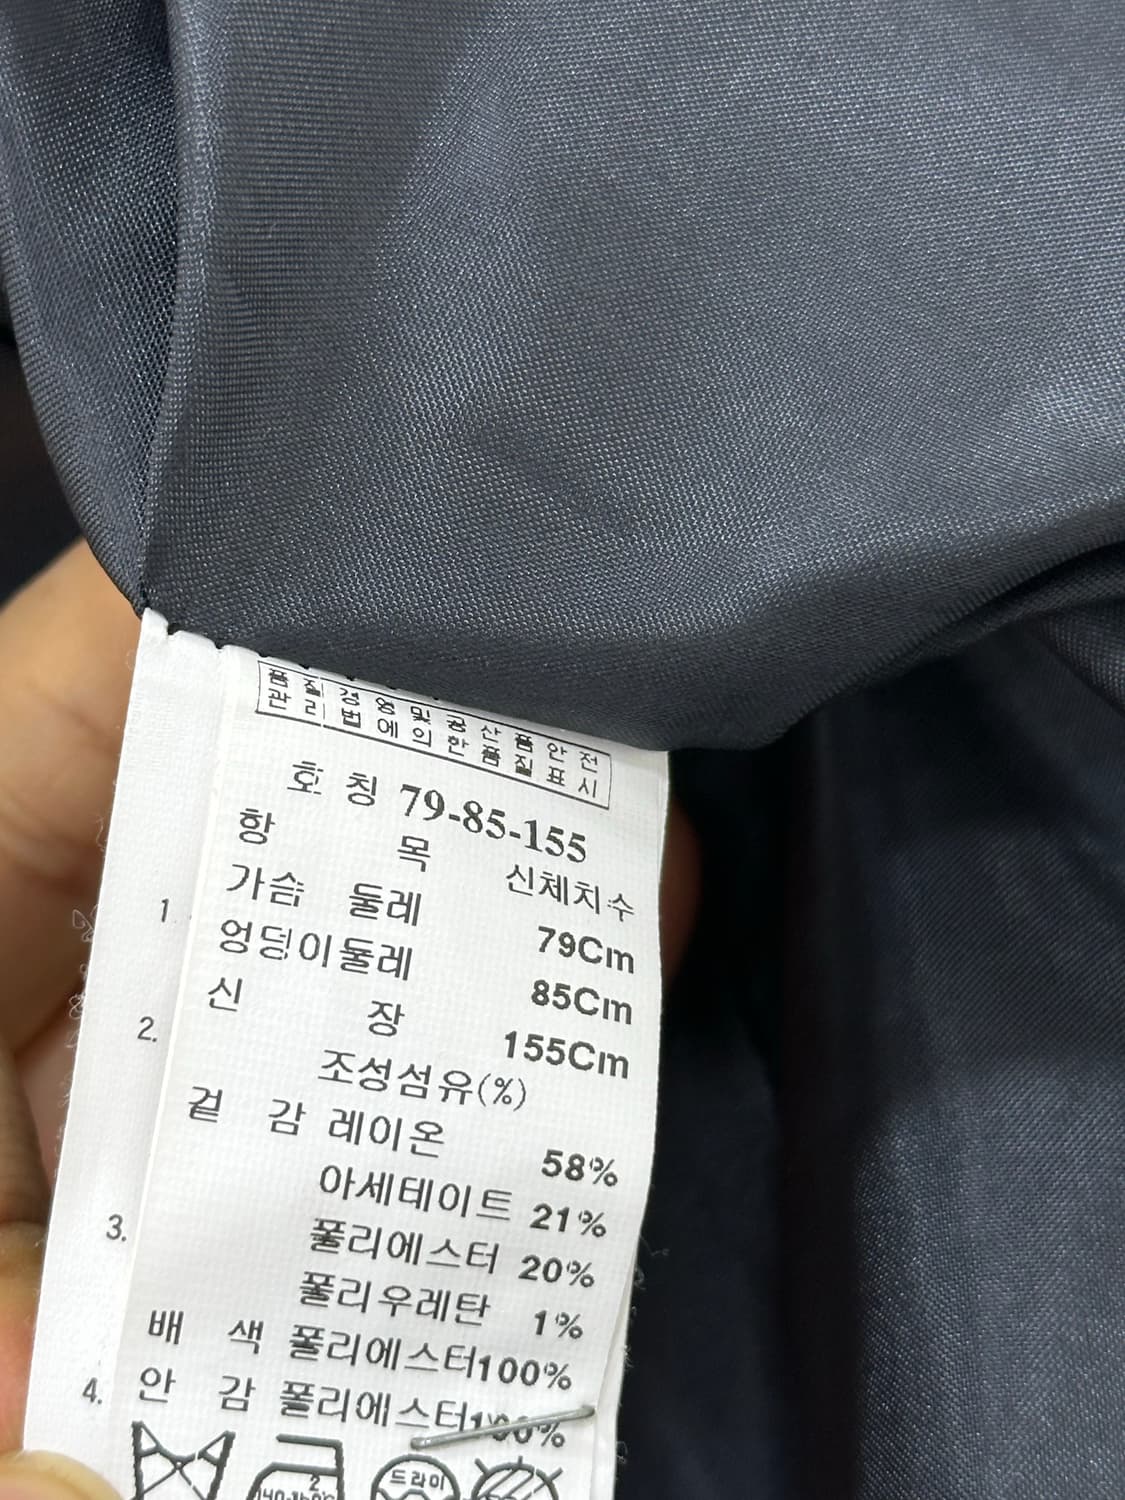 품질경영및공산품안전
관리법에의한품질표시
호 칭 79-85-155
항 목 신체치수
가슴 둘레 79Cm
엉덩이둘레 85Cm
신 장 155Cm
조성섬유(%)
겉 감 레이온 58%
아세테이트 21%
폴리에스터 20%
폴리우레탄 1%
배 색 폴리에스터100%
안 감 폴리에스터100%
1.
2.
3.
4.
2
드라이